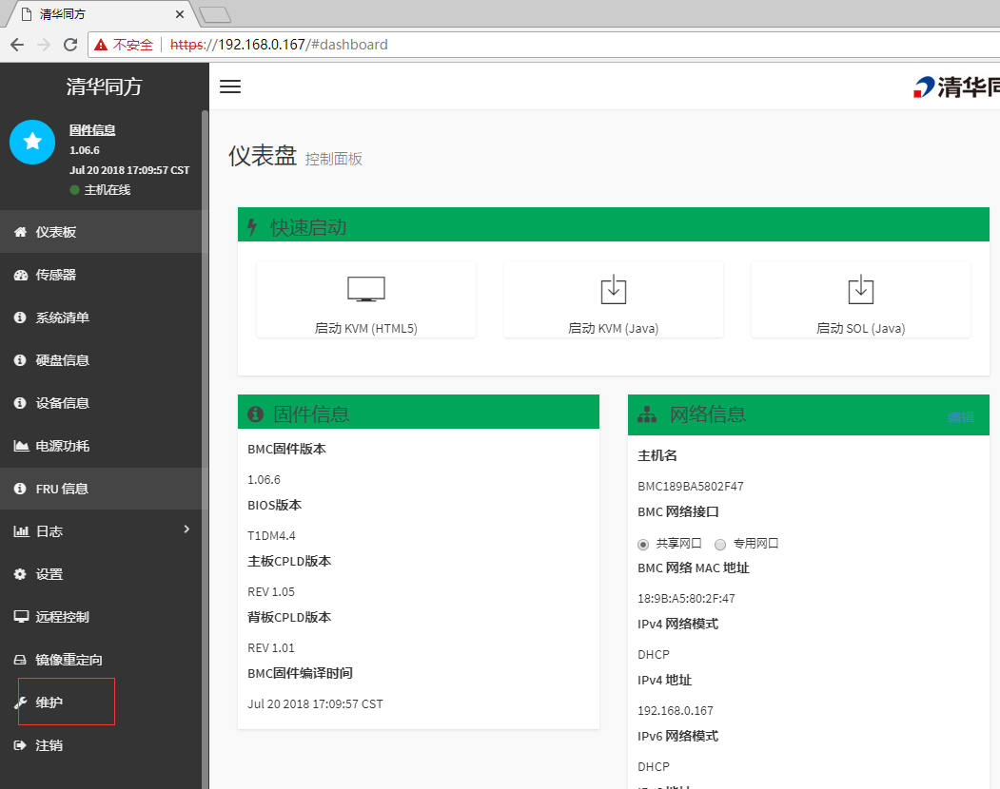 清华同方
不安全 https://192.168.0.167/#dashboard
清华同方
固件信息
1.06.6
Jul 20 2018 17:09:57 CST
主机在线
仪表板
传感器
系统清单
硬盘信息
设备信息
电源功耗
FRU 信息
日志
设置
远程控制
镜像重定向
维护
注销
清华同
仪表盘 控制面板
快速启动
启动 KVM (HTML5)
启动 KVM (Java)
启动 SOL (Java)
固件信息
BMC固件版本
1.06.6
BIOS版本
T1DM4.4
主板CPLD版本
REV 1.05
背板CPLD版本
REV 1.01
BMC固件编译时间
Jul 20 2018 17:09:57 CST
网络信息 编辑
主机名
BMC189BA5802F47
BMC 网络接口
共享网口 专用网口
BMC 网络 MAC 地址
18:9B:A5:80:2F:47
IPv4 网络模式
DHCP
IPv4 地址
192.168.0.167
IPv6 网络模式
DHCP